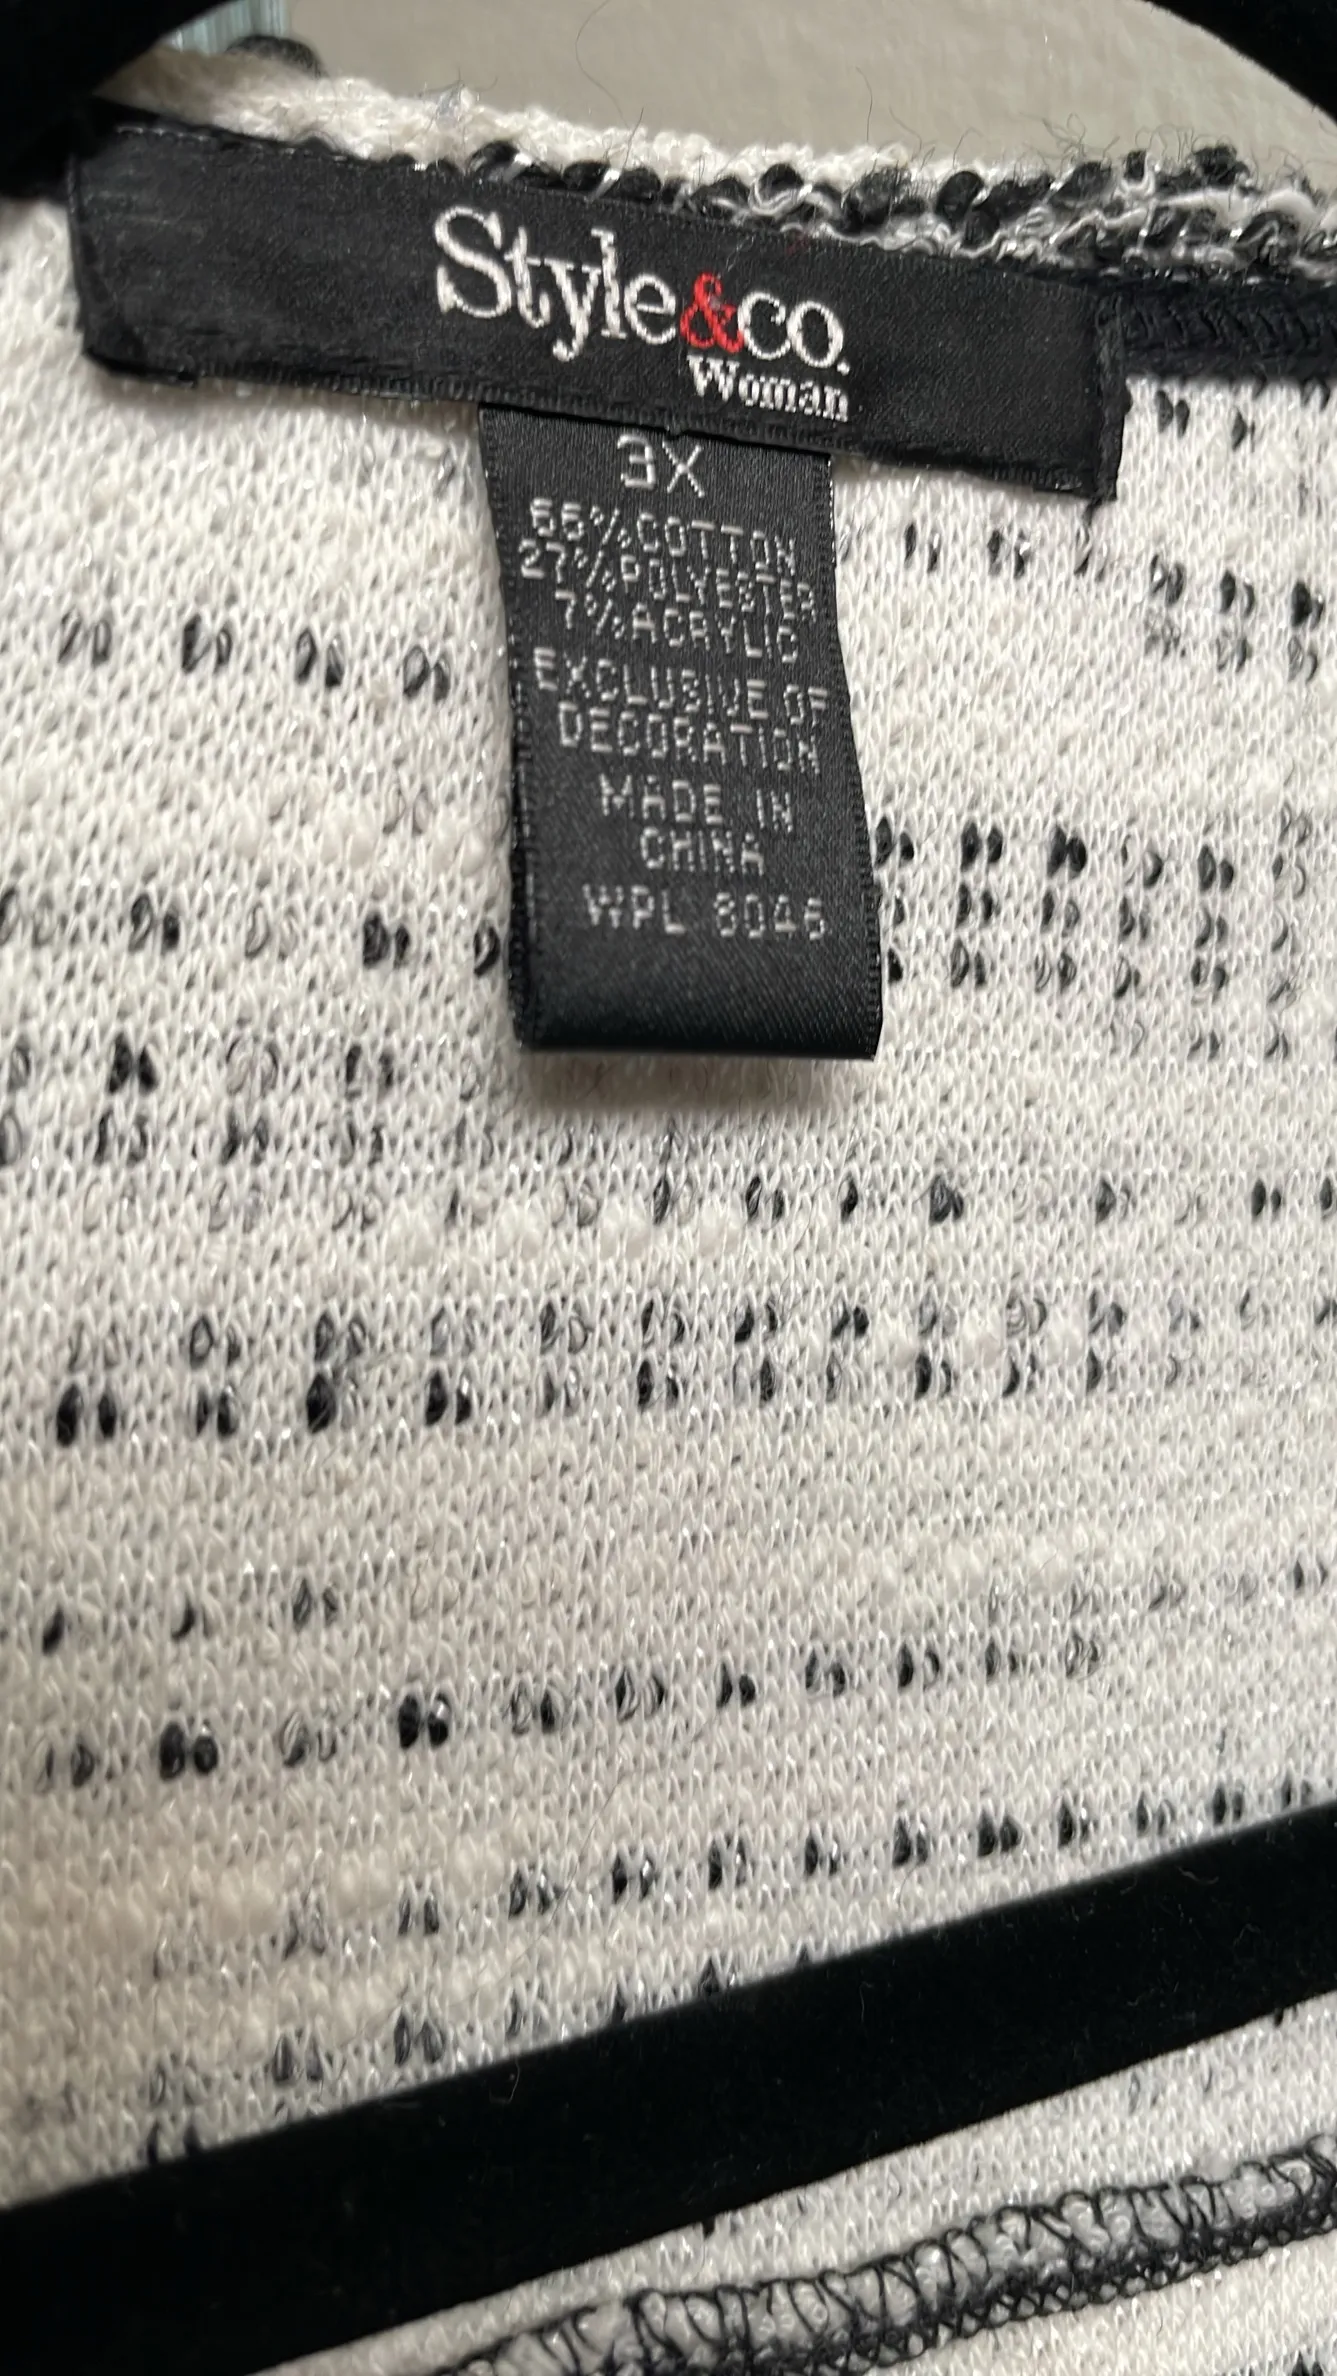 Style&co.
Woman
3X
66%COTTON
27%POLYESTER
7%ACRYLIC
EXCLUSIVE OF
DECORATION
MADE IN
CHINA
WPL 8046